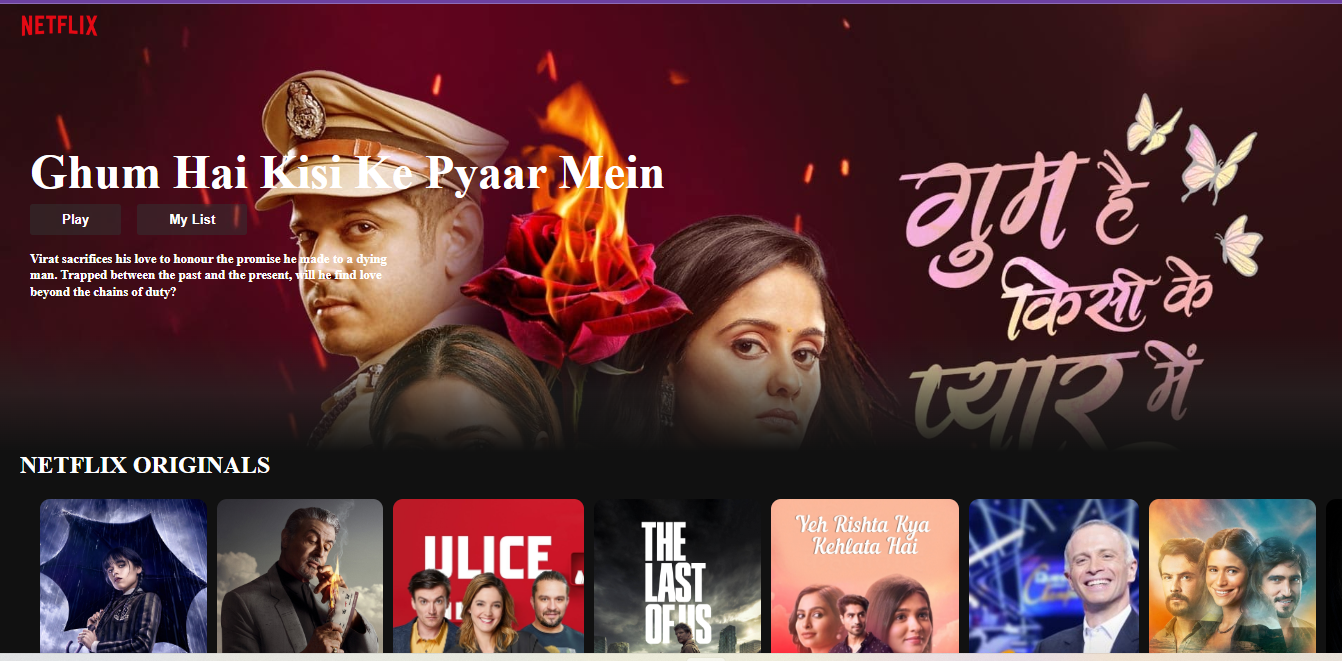 NETFLIX
Ghum Hai Kisi Ke Pyaar Mein
Play
My List
Virat sacrifices his love to honour the promise he made to a dying
man. Trapped between the past and the present, will he find love
beyond the chains of duty?
गुम है
किसी के
प्यार में
NETFLIX ORIGINALS
ULICE
THE
LAST
OF US
Yeh Rishta Kya
Kehlata Hai